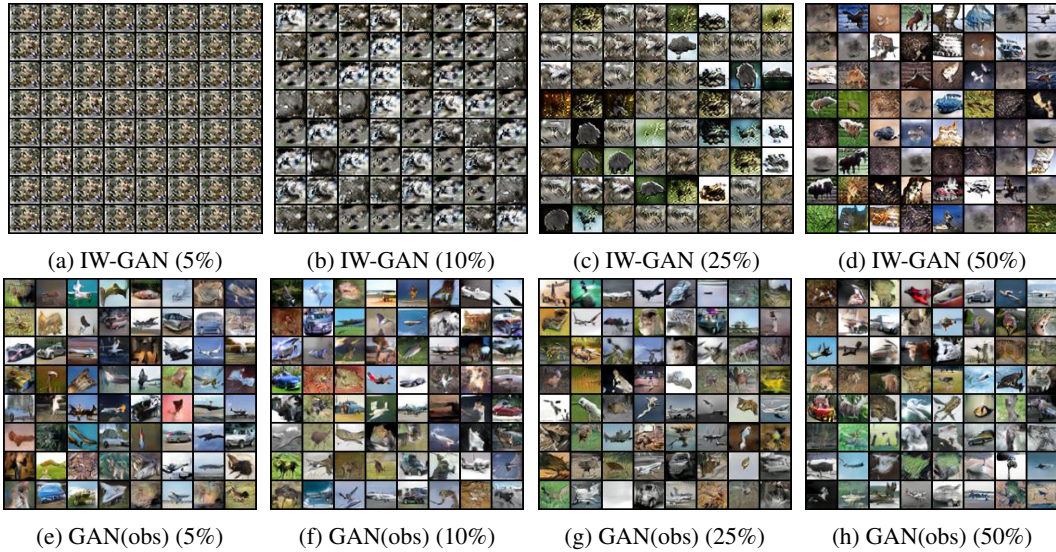 (a) IW-GAN (5%)
(b) IW-GAN (10%)
(c) IW-GAN (25%)
(d) IW-GAN (50%)
(e) GAN(obs) (5%)
(f) GAN(obs) (10%)
(g) GAN(obs) (25%)
(h) GAN(obs) (50%)